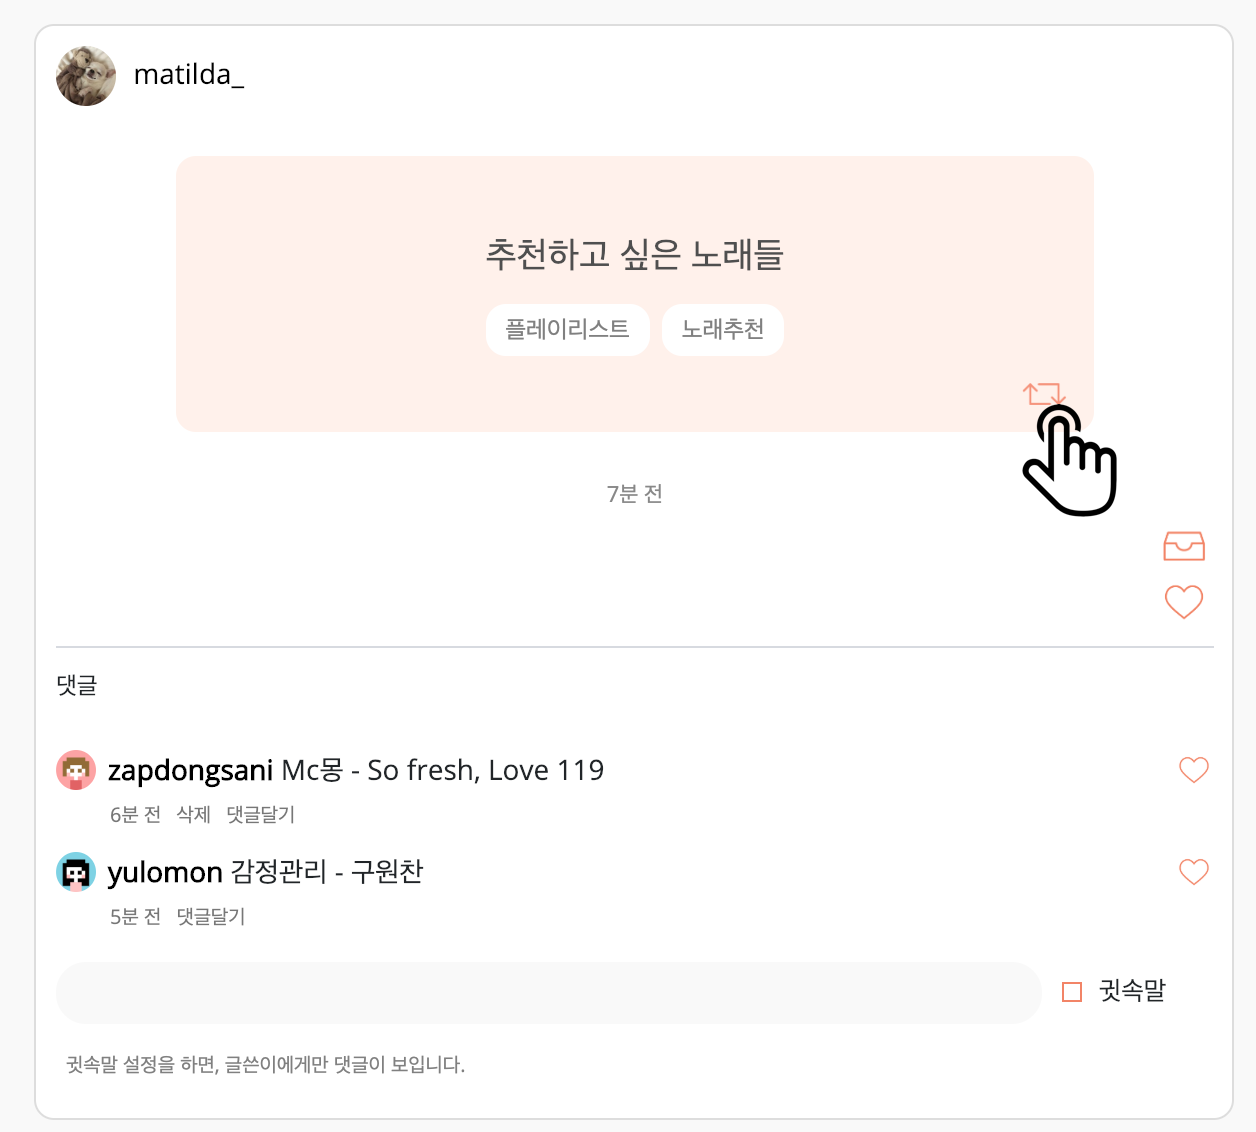 matilda_
추천하고 싶은 노래들
플레이리스트 노래추천
7분 전
댓글
zapdongsani Mc몽 - So fresh, Love 119
6분 전 삭제 댓글달기
yulomon 감정관리 - 구원찬
5분 전 댓글달기
귓속말
귓속말 설정을 하면, 글쓴이에게만 댓글이 보입니다.